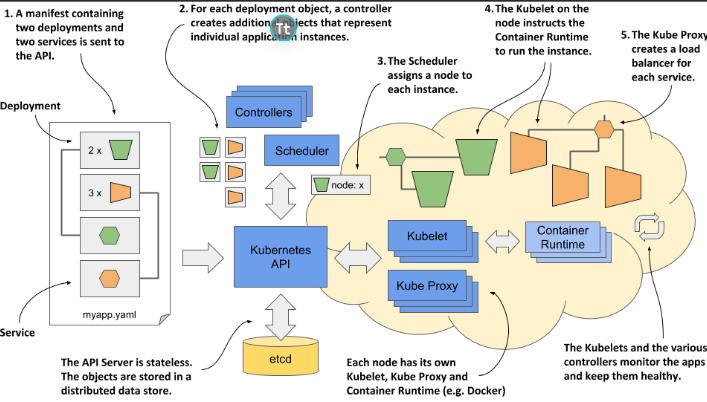 1. A manifest containing
two deployments and
two services is sent to
the API.
2. For each deployment object, a controller
creates additional objects that represent
individual application instances.
Tt
3. The Scheduler
assigns a node to
each instance.
4. The Kubelet on the
node instructs the
Container Runtime
to run the instance.
5. The Kube Proxy
creates a load
balancer for
each service.
Deployment
2 x
3 x
myapp.yaml
Service
Controllers
Scheduler
node: x
Kubernetes
API
etcd
Kubelet
Kube Proxy
Container
Runtime
The API Server is stateless.
The objects are stored in a
distributed data store.
Each node has its own
Kubelet, Kube Proxy and
Container Runtime (e.g. Docker)
The Kubelets and the various
controllers monitor the apps
and keep them healthy.